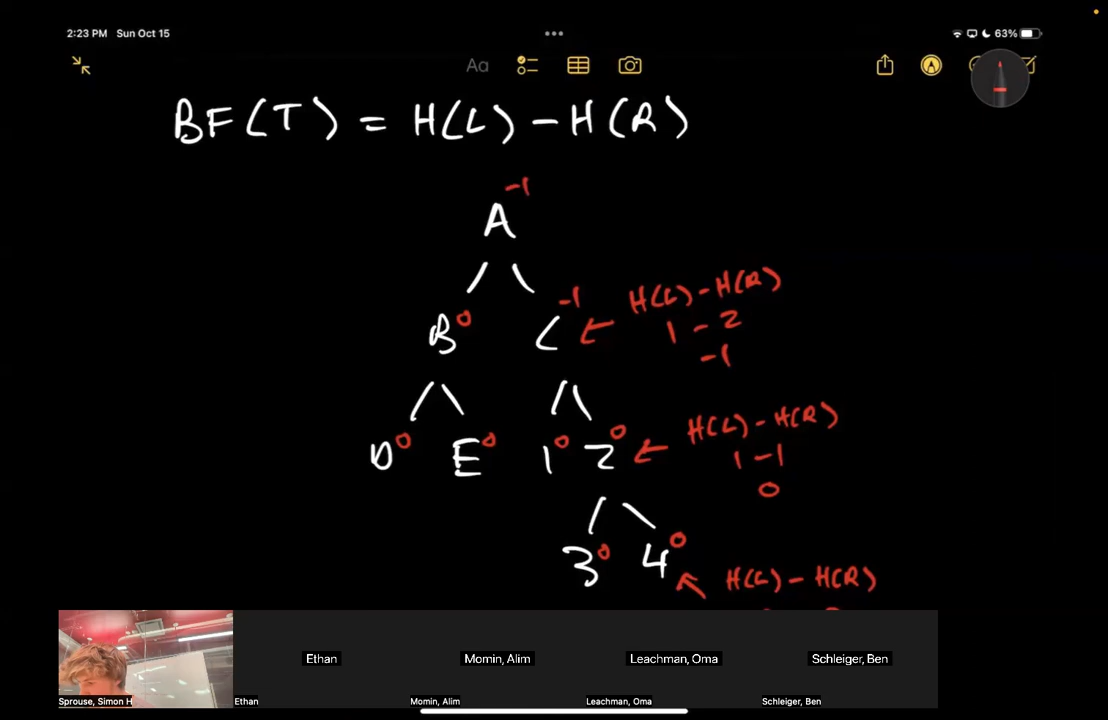 2:23 PM Sun Oct 15
63%
Aa
BF(T) = H(L) - H(R)
-1
A
-1
H(L) - H(R)
B 0
C
1 - 2
-1
D 0
E 0
1 0
2 0
H(L) - H(R)
1 - 1
0
3 0
4 0
H(L) - H(R)
Ethan
Momin, Alim
Leachman, Oma
Schleiger, Ben
Sprouse, Simon H
Ethan
Momin, Alim
Leachman, Oma
Schleiger, Ben